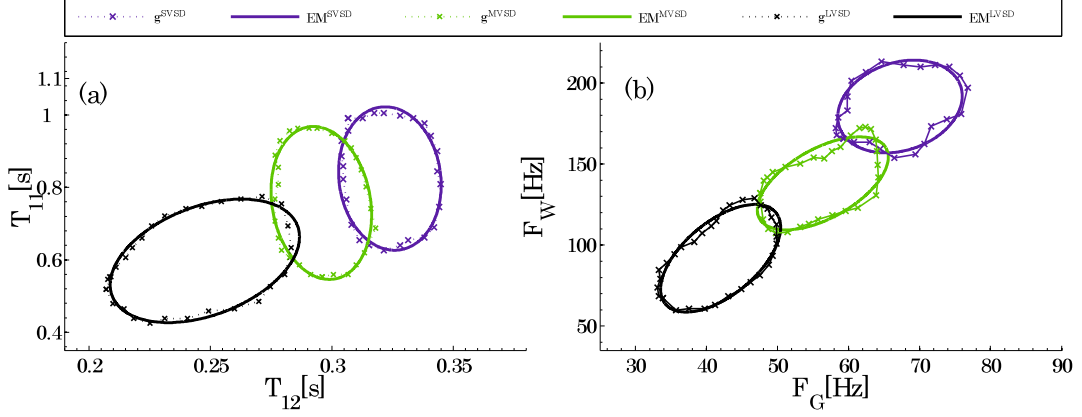 g^SVSD EM^SVSD g^MVSD EM^MVSD g^LVSD EM^LVSD
(a)
T_11[s]
1.1
1
0.8
0.6
0.4
0.2 0.25 0.3 0.35
T_12[s]
(b)
F_W[Hz]
200
150
100
50
30 40 50 60 70 80 90
F_G[Hz]